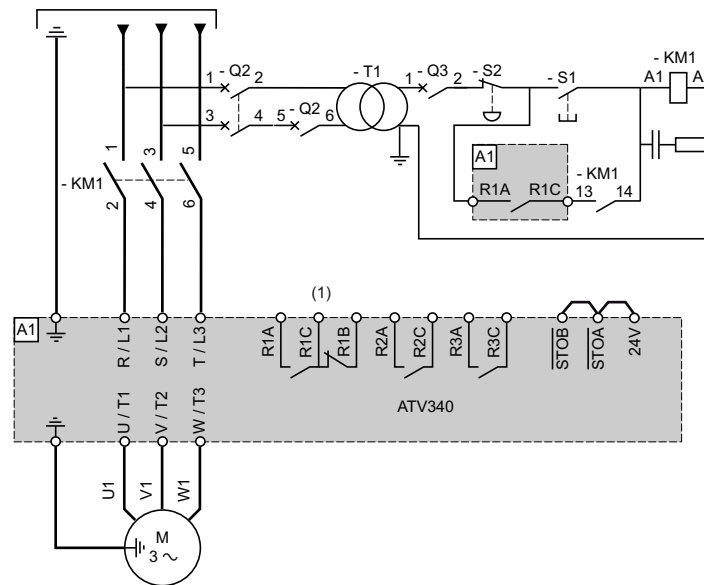 - Q2
1
2
3
4
- Q2
5
6
- T1
- Q3
1
2
- S2
- S1
- KM1
A1
A
A1
R1A
R1C
- KM1
13
14
- KM1
1
3
5
2
4
6
(1)
A1
R / L1
S / L2
T / L3
R1A
R1C
R1B
R2A
R2C
R3A
R3C
STOB
STOA
24V
ATV340
U / T1
V / T2
W / T3
U1
V1
W1
M
3 ~